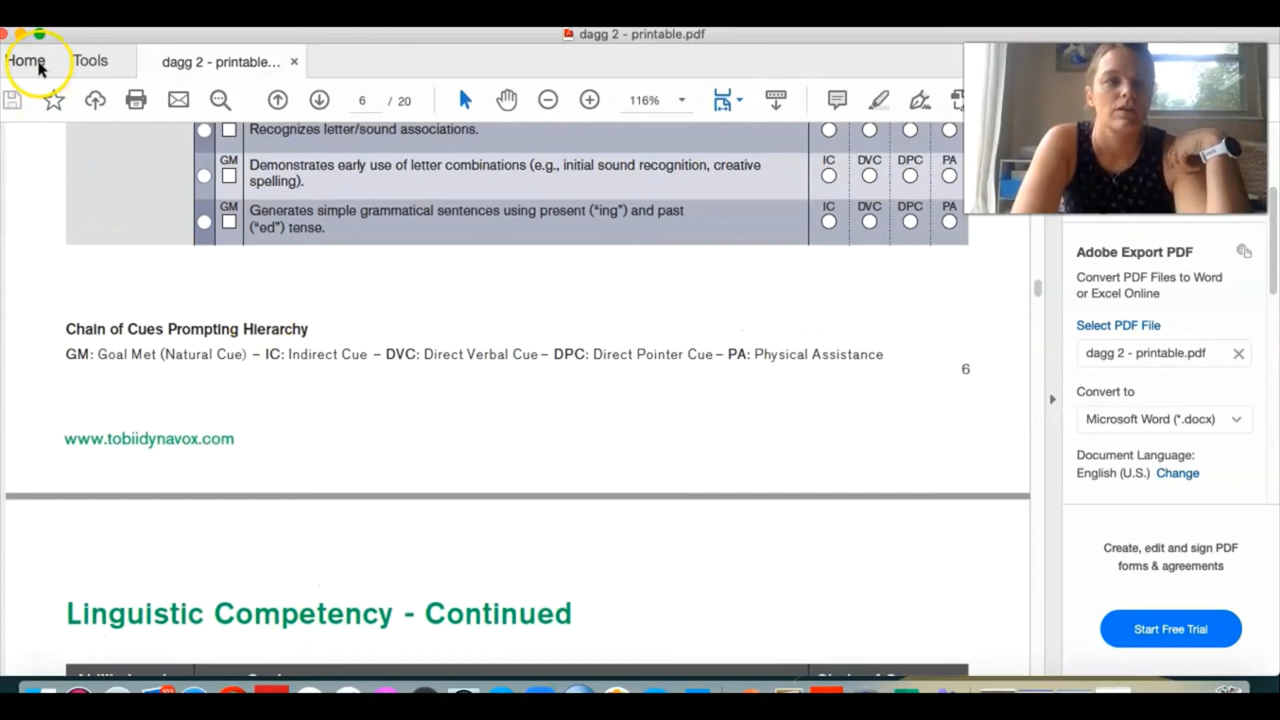 dagg 2 - printable.pdf
Home
Tools
dagg 2 - printable...
6 / 20
116%
Recognizes letter/sound associations.
GM
Demonstrates early use of letter combinations (e.g., initial sound recognition, creative
spelling).
IC DVC DPC PA
GM
Generates simple grammatical sentences using present (“ing”) and past
(“ed”) tense.
IC DVC DPC PA
Chain of Cues Prompting Hierarchy
GM: Goal Met (Natural Cue) – IC: Indirect Cue – DVC: Direct Verbal Cue – DPC: Direct Pointer Cue – PA: Physical Assistance
6
www.tobiidynavox.com
Linguistic Competency - Continued
Adobe Export PDF
Convert PDF Files to Word
or Excel Online
Select PDF File
dagg 2 - printable.pdf
Convert to
Microsoft Word (*.docx)
Document Language:
English (U.S.) Change
Create, edit and sign PDF
forms & agreements
Start Free Trial